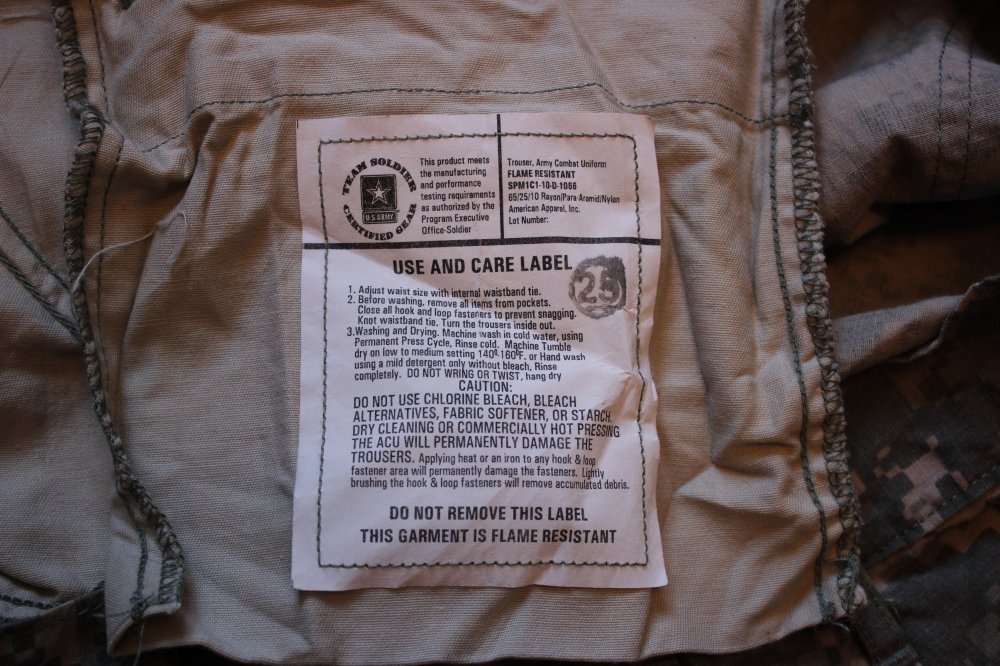 TEAM SOLDIER
U.S. ARMY
CERTIFIED GEAR
This product meets
the manufacturing
and performance
testing requirements
as authorized by the
Program Executive
Office-Soldier
Trouser, Army Combat Uniform
FLAME RESISTANT
SPM1C1-10-D-1066
65/25/10 Rayon/Para-Aramid/Nylon
American Apparel, Inc.
Lot Number:
USE AND CARE LABEL
25
1. Adjust waist size with internal waistband tie.
2. Before washing, remove all items from pockets.
Close all hook and loop fasteners to prevent snagging.
Knot waistband tie. Turn the trousers inside out.
3.Washing and Drying. Machine wash in cold water, using
Permanent Press Cycle, Rinse cold. Machine Tumble
dry on low to medium setting 140º-160ºF. or Hand wash
using a mild detergent only without bleach, Rinse
completely. DO NOT WRING OR TWIST, hang dry
CAUTION:
DO NOT USE CHLORINE BLEACH, BLEACH
ALTERNATIVES, FABRIC SOFTENER, OR STARCH.
DRY CLEANING OR COMMERCIALLY HOT PRESSING
THE ACU WILL PERMANENTLY DAMAGE THE
TROUSERS. Applying heat or an iron to any hook & loop
fastener area will permanently damage the fasteners. Lightly
brushing the hook & loop fasteners will remove accumulated debris.
DO NOT REMOVE THIS LABEL
THIS GARMENT IS FLAME RESISTANT